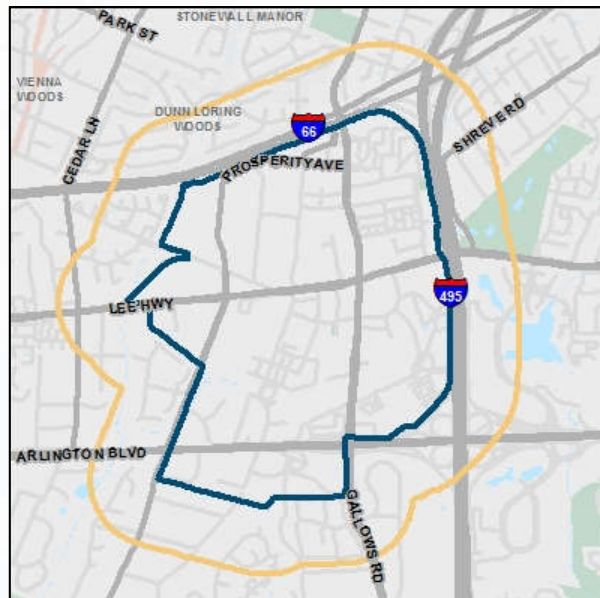 PARK ST
STONEWALL MANOR
VIENNA
WOODS
DUNN LORING
WOODS
66
CEDAR LN
SHREVE RD
PROSPERITY AVE
LEE HWY
495
ARLINGTON BLVD
GALLOWS RD